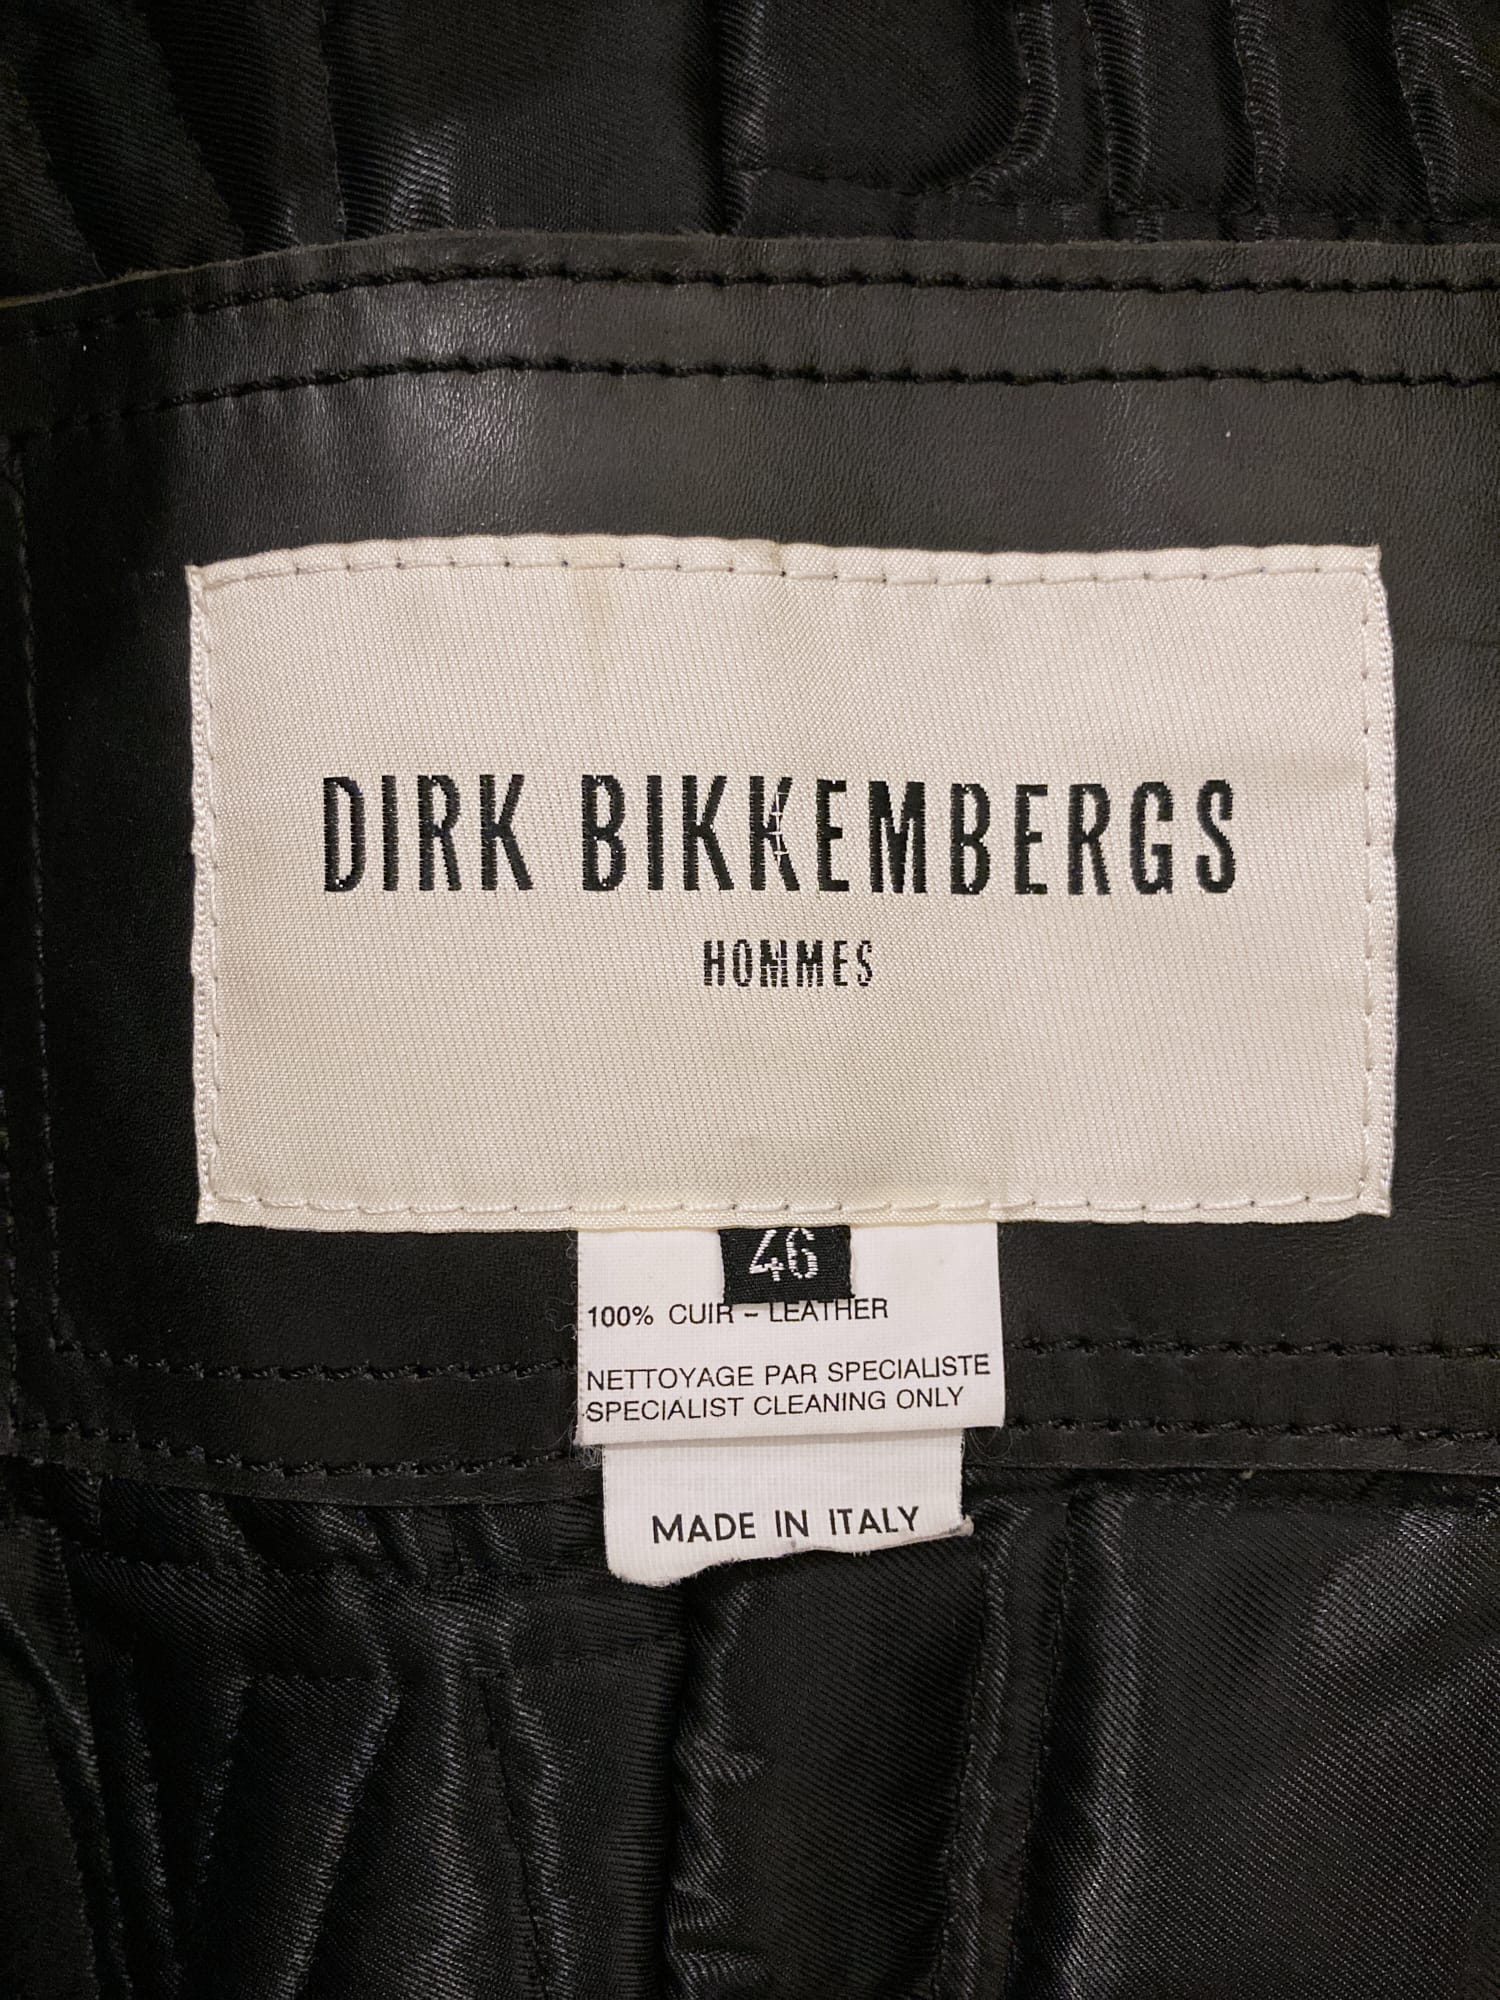 DIRK BIKKEMBERGS
HOMMES
46
100% CUIR - LEATHER
NETTOYAGE PAR SPECIALISTE
SPECIALIST CLEANING ONLY
MADE IN ITALY